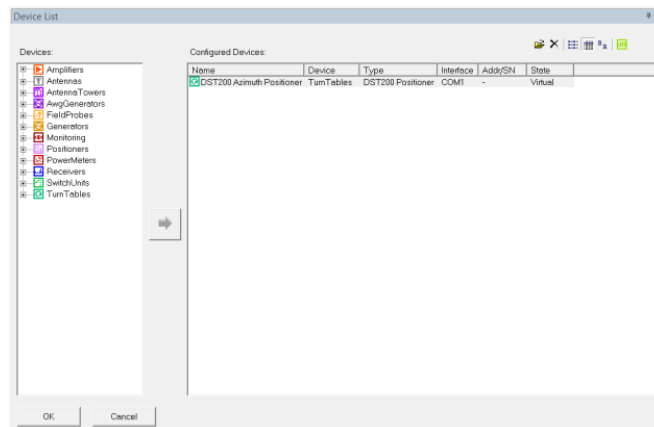 Device List
Devices:
Configured Devices:
Amplifiers
Antennas
AntennaTowers
AwgGenerators
FieldProbes
Generators
Monitoring
Positioners
PowerMeters
Receivers
SwitchUnits
TurnTables
Name Device Type Interface Addr/SN State
DST200 Azimuth Positioner TurnTables DST200 Positioner COM1 - Virtual
OK Cancel